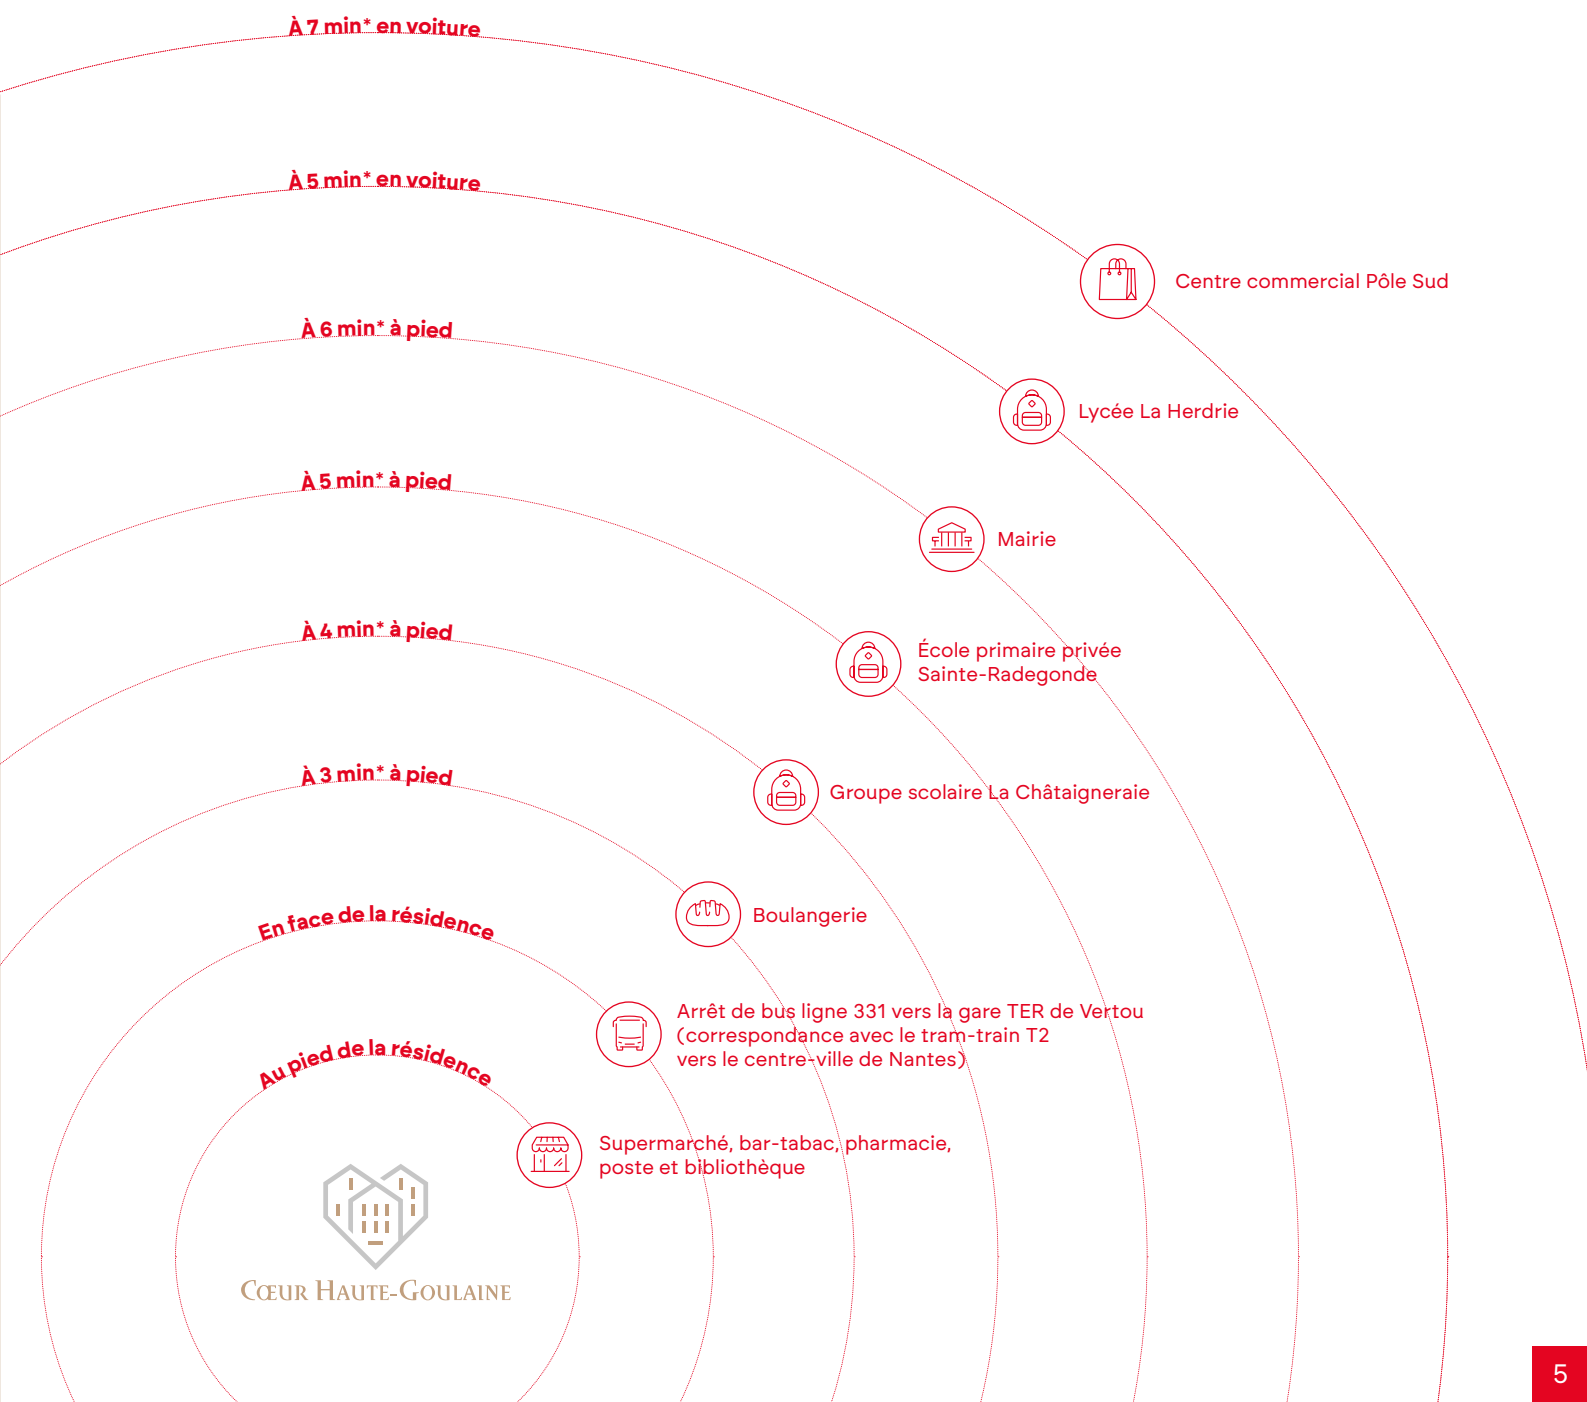 À 7 min* en voiture
À 5 min* en voiture
Centre commercial Pôle Sud
À 6 min* à pied
Lycée La Herdrie
À 5 min* à pied
Mairie
À 4 min* à pied
École primaire privée
Sainte-Radegonde
À 3 min* à pied
Groupe scolaire La Châtaigneraie
En face de la résidence
Boulangerie
Arrêt de bus ligne 331 vers la gare TER de Vertou
(correspondance avec le tram-train T2
vers le centre-ville de Nantes)
Au pied de la résidence
Supermarché, bar-tabac, pharmacie,
poste et bibliothèque
Cœur Haute-Goulaine
5